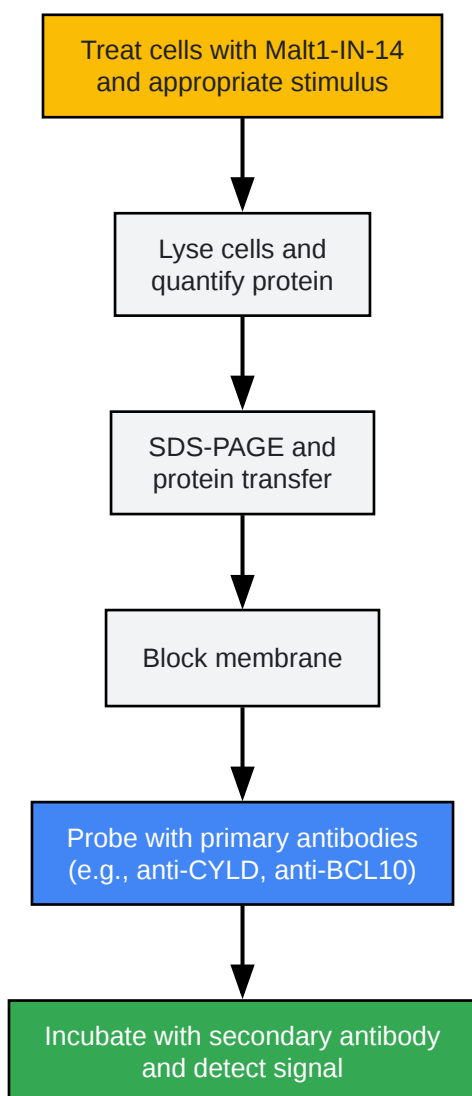 Treat cells with Malt1-IN-14
and appropriate stimulus
Lyse cells and
quantify protein
SDS-PAGE and
protein transfer
Block membrane
Probe with primary antibodies
(e.g., anti-CYLD, anti-BCL10)
Incubate with secondary antibody
and detect signal